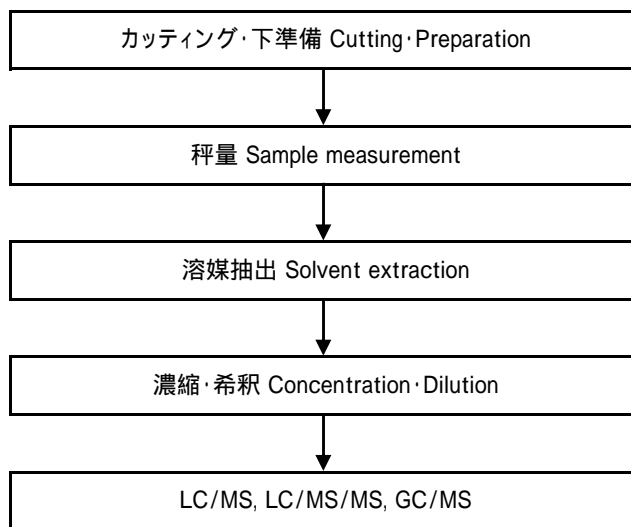 カッティング・下準備 Cutting・Preparation
秤量 Sample measurement
溶媒抽出 Solvent extraction
濃縮・希釈 Concentration・Dilution
LC/MS, LC/MS/MS, GC/MS